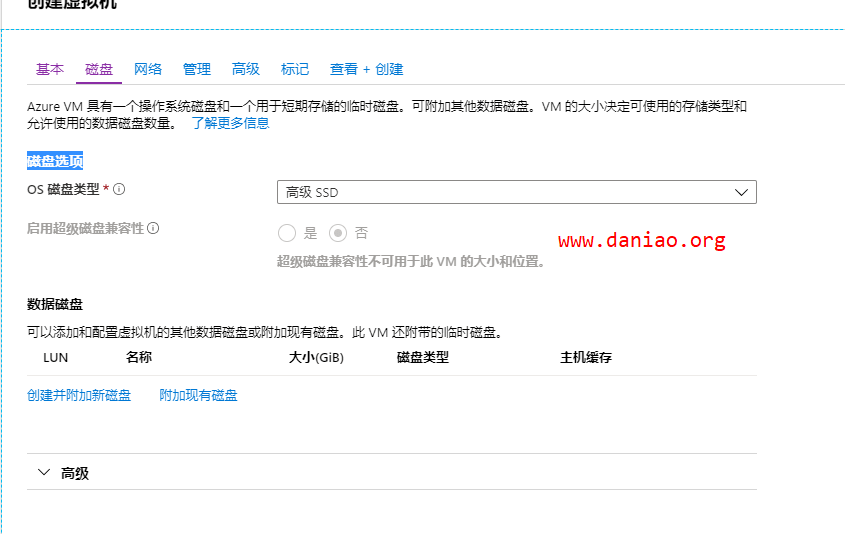 创建虚拟机
基本 磁盘 网络 管理 高级 标记 查看 + 创建
Azure VM 具有一个操作系统磁盘和一个用于短期存储的临时磁盘。可附加其他数据磁盘。VM 的大小决定可使用的存储类型和
允许使用的数据磁盘数量。 了解更多信息
磁盘选项
OS 磁盘类型 * 高级 SSD
启用超级磁盘兼容性 是 否
www.daniao.org
超级磁盘兼容性不可用于此 VM 的大小和位置。
数据磁盘
可以添加和配置虚拟机的其他数据磁盘或附加现有磁盘。此 VM 还附带的临时磁盘。
LUN 名称 大小(GiB) 磁盘类型 主机缓存
创建并附加新磁盘 附加现有磁盘
高级